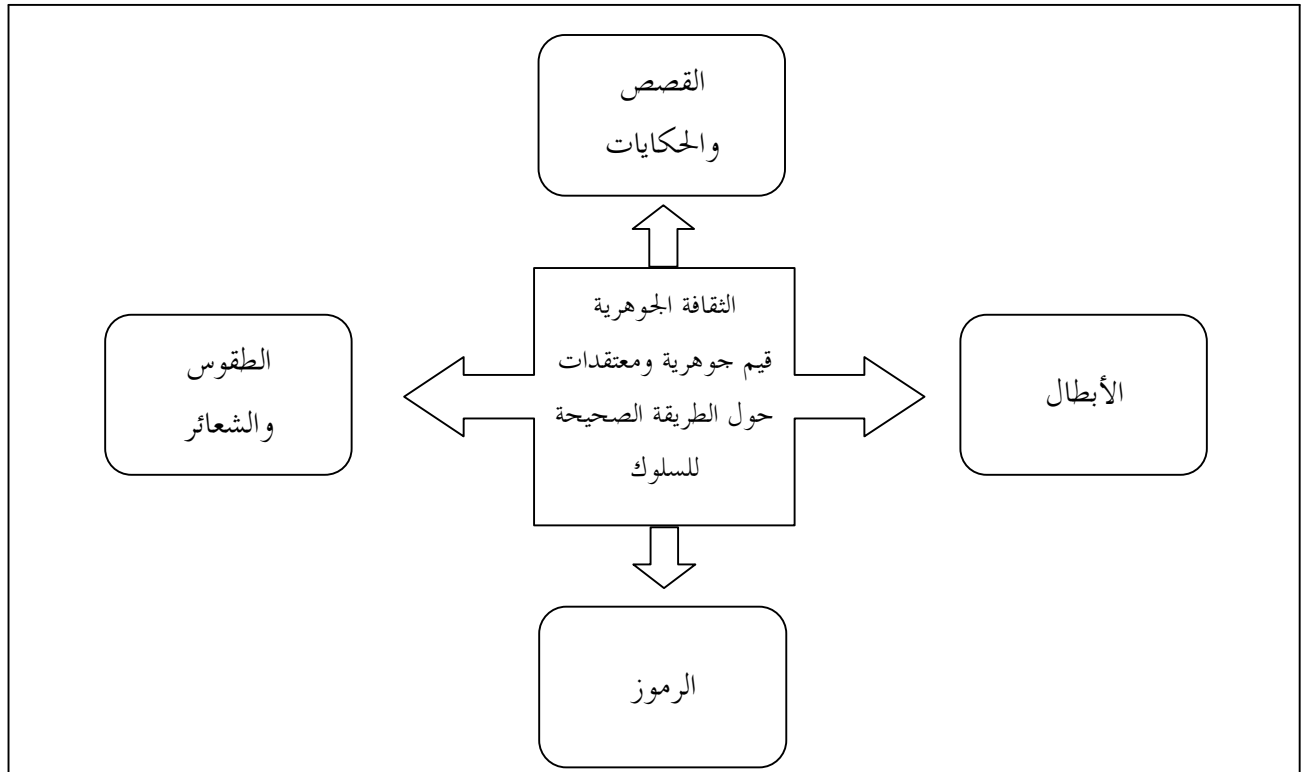 القصص
والحكايات
الثقافة الجوهرية
قيم جوهرية ومعتقدات
حول الطريقة الصحيحة
للسلوك
الأبطال
الطقوس
والشعائر
الرموز